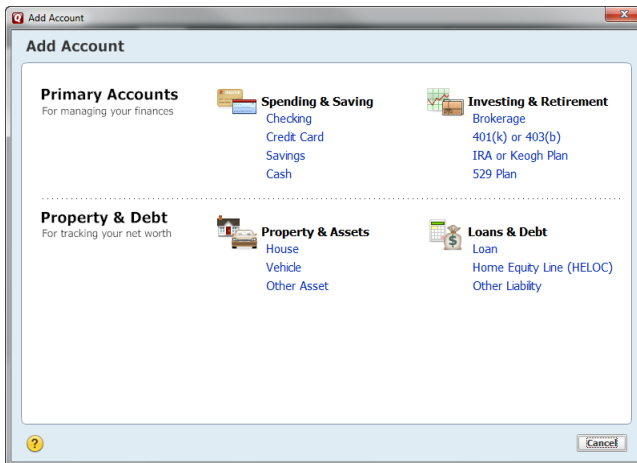 Add Account
Add Account
Primary Accounts
For managing your finances
Spending & Saving
Checking
Credit Card
Savings
Cash
Investing & Retirement
Brokerage
401(k) or 403(b)
IRA or Keogh Plan
529 Plan
Property & Debt
For tracking your net worth
Property & Assets
House
Vehicle
Other Asset
Loans & Debt
Loan
Home Equity Line (HELOC)
Other Liability
?
Cancel